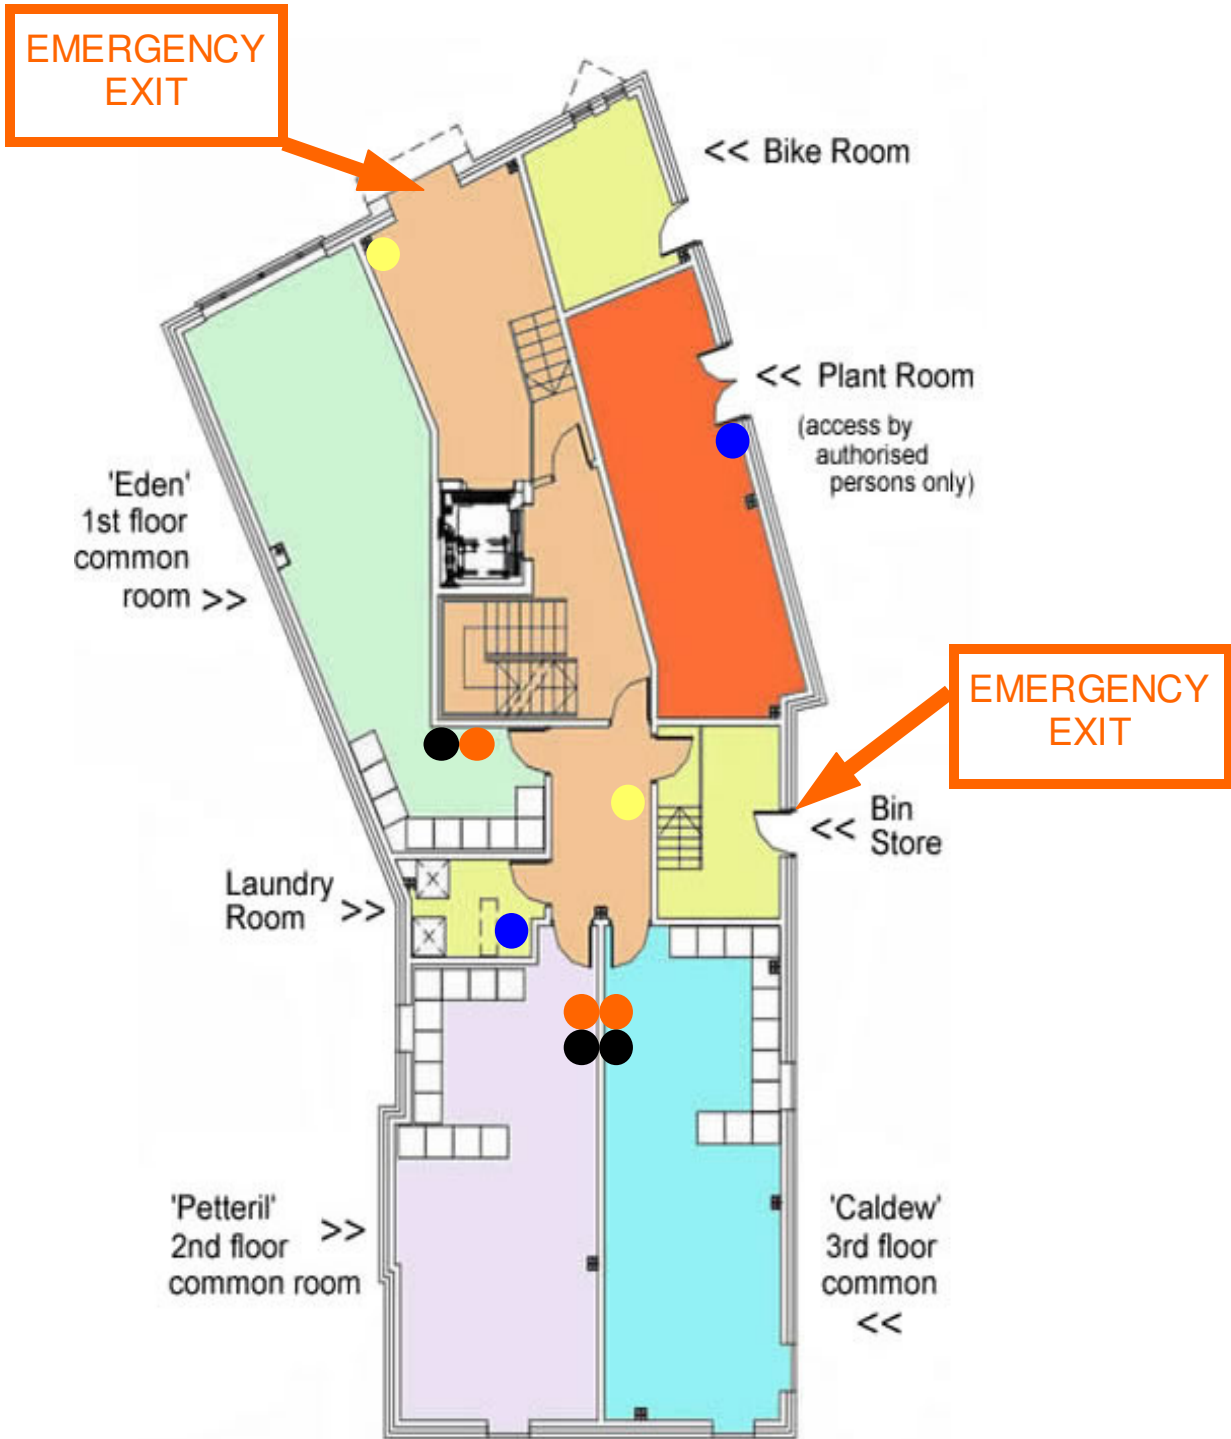 EMERGENCY
EXIT
<< Bike Room
<< Plant Room
(access by
authorised
persons only)
'Eden'
1st floor
common
room >>
EMERGENCY
EXIT
<< Bin
Store
Laundry
Room >>
'Petteril' >>
2nd floor
common room
'Caldew'
3rd floor
common
<<